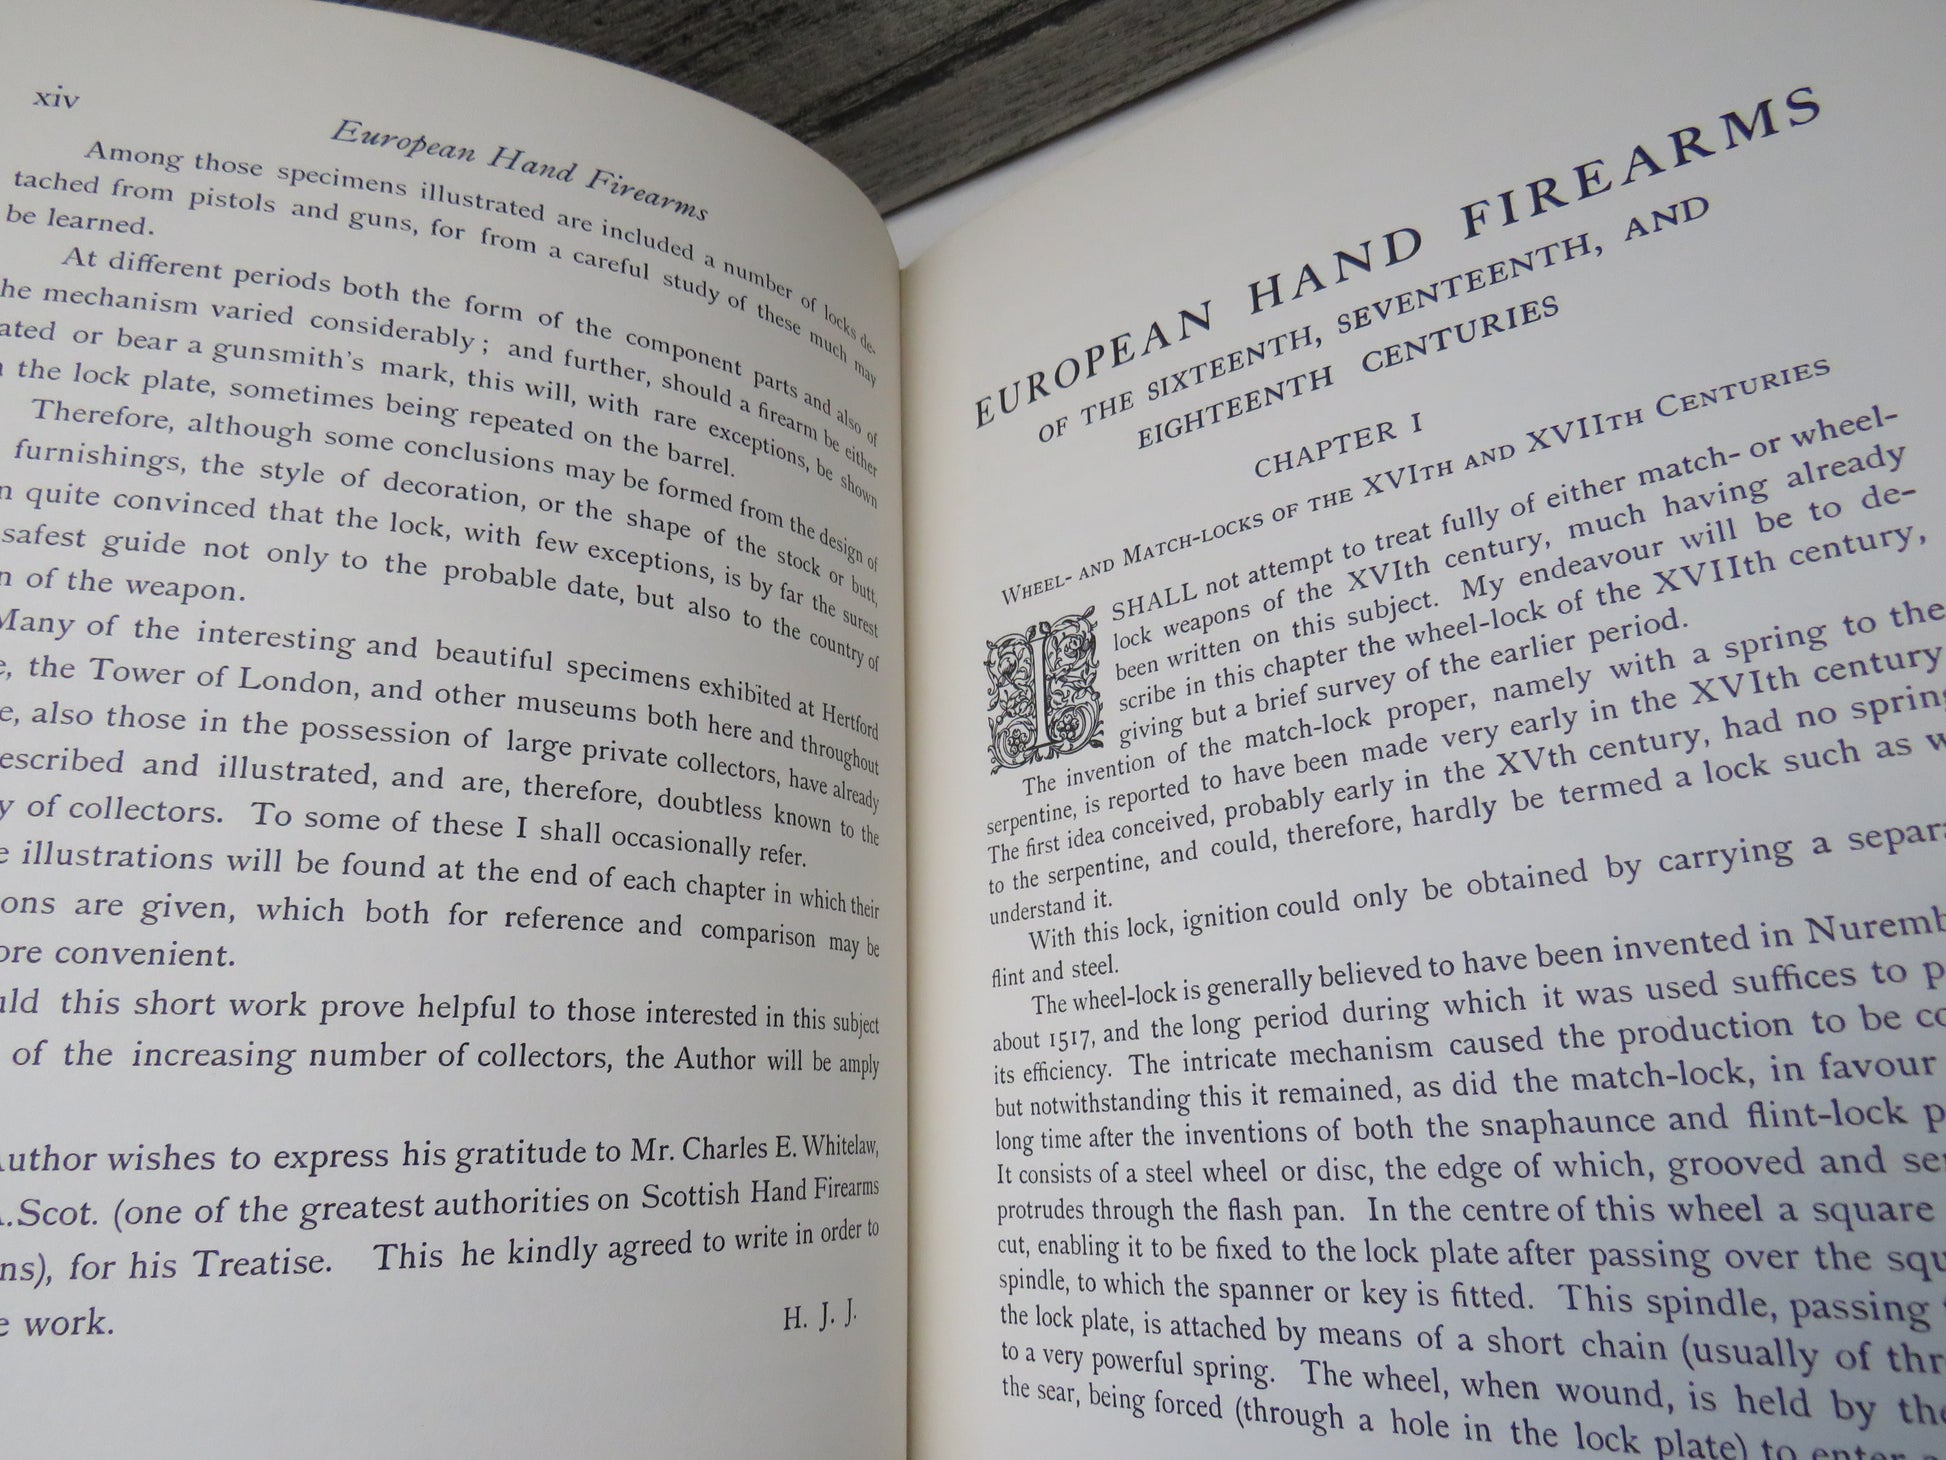 xiv
European Hand Firearms
Among those specimens illustrated are included a number of locks de-
tached from pistols and guns, for from a careful study of these much may
be learned.
At different periods both the form of the component parts and also of
he mechanism varied considerably; and further, should a firearm be either
ated or bear a gunsmith's mark, this will, with rare exceptions, be shown
the lock plate, sometimes being repeated on the barrel.
Therefore, although some conclusions may be formed from the design of
furnishings, the style of decoration, or the shape of the stock or butt,
n quite convinced that the lock, with few exceptions, is by far the surest
safest guide not only to the probable date, but also to the country of
n of the weapon.
Many of the interesting and beautiful specimens exhibited at Hertford
e, the Tower of London, and other museums both here and throughout
e, also those in the possession of large private collectors, have already
escribed and illustrated, and are, therefore, doubtless known to the
y of collectors. To some of these I shall occasionally refer.
e illustrations will be found at the end of each chapter in which their
ons are given, which both for reference and comparison may be
ore convenient.
uld this short work prove helpful to those interested in this subject
of the increasing number of collectors, the Author will be amply
uthor wishes to express his gratitude to Mr. Charles E. Whitelaw,
.Scot. (one of the greatest authorities on Scottish Hand Firearms
ns), for his Treatise. This he kindly agreed to write in order to
e work.
H. J. J.
EUROPEAN HAND FIREARMS
OF THE SIXTEENTH, SEVENTEENTH, AND
EIGHTEENTH CENTURIES
CHAPTER I
WHEEL- AND MATCH-LOCKS OF THE XVITH AND XVIITH CENTURIES
I SHALL not attempt to treat fully of either match- or wheel-
lock weapons of the XVIth century, much having already
been written on this subject. My endeavour will be to de-
scribe in this chapter the wheel-lock of the XVIIth century,
giving but a brief survey of the earlier period.
The invention of the match-lock proper, namely with a spring to the
serpentine, is reported to have been made very early in the XVIth century
The first idea conceived, probably early in the XVth century, had no spring
to the serpentine, and could, therefore, hardly be termed a lock such as w
understand it.
With this lock, ignition could only be obtained by carrying a separa
flint and steel.
The wheel-lock is generally believed to have been invented in Nuremb
about 1517, and the long period during which it was used suffices to p
its efficiency. The intricate mechanism caused the production to be co
but notwithstanding this it remained, as did the match-lock, in favour
long time after the inventions of both the snaphaunce and flint-lock p
It consists of a steel wheel or disc, the edge of which, grooved and se
protrudes through the flash pan. In the centre of this wheel a square
cut, enabling it to be fixed to the lock plate after passing over the squ
spindle, to which the spanner or key is fitted. This spindle, passing
the lock plate, is attached by means of a short chain (usually of thr
to a very powerful spring. The wheel, when wound, is held by the
the sear, being forced (through a hole in the lock plate) to enter